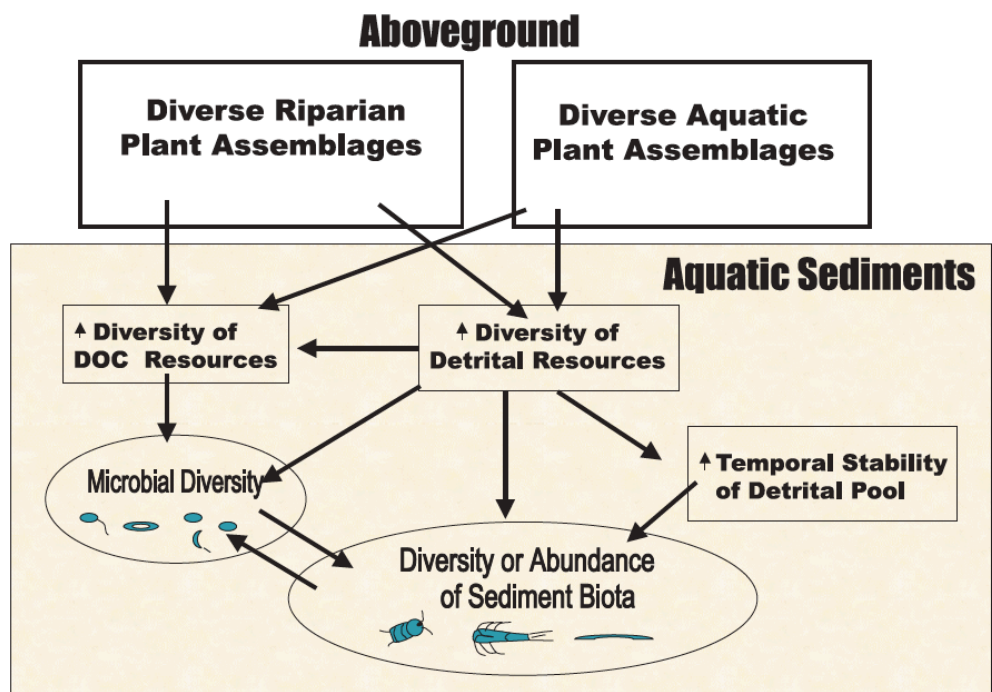 Aboveground
Diverse Riparian
Plant Assemblages
Diverse Aquatic
Plant Assemblages
Aquatic Sediments
Diversity of
DOC Resources
Diversity of
Detrital Resources
Temporal Stability
of Detrital Pool
Microbial Diversity
Diversity or Abundance
of Sediment Biota